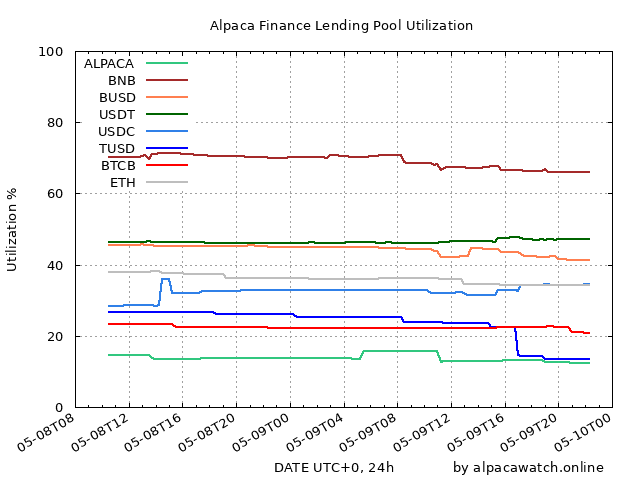 Alpaca Finance Lending Pool Utilization
100
80
60
40
20
0
Utilization %
ALPACA
BNB
BUSD
USDT
USDC
TUSD
BTCB
ETH
05-08T08
05-08T12
05-08T16
05-08T20
05-09T00
05-09T04
05-09T08
05-09T12
05-09T16
05-09T20
05-10T00
DATE UTC+0, 24h
by alpacawatch.online